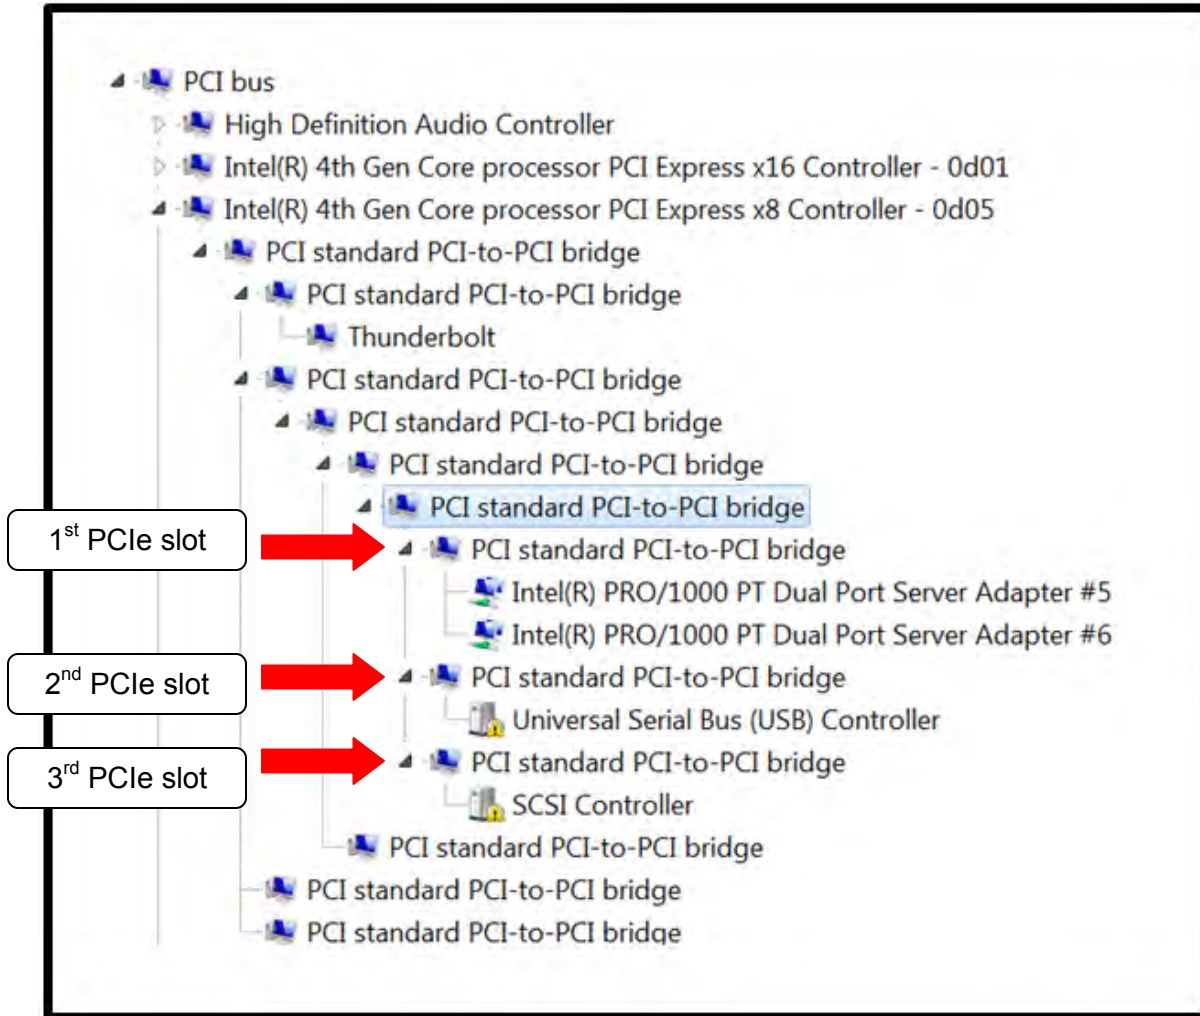 PCI bus
High Definition Audio Controller
Intel(R) 4th Gen Core processor PCI Express x16 Controller - 0d01
Intel(R) 4th Gen Core processor PCI Express x8 Controller - 0d05
PCI standard PCI-to-PCI bridge
PCI standard PCI-to-PCI bridge
Thunderbolt
PCI standard PCI-to-PCI bridge
PCI standard PCI-to-PCI bridge
PCI standard PCI-to-PCI bridge
PCI standard PCI-to-PCI bridge
1st PCIe slot
PCI standard PCI-to-PCI bridge
Intel(R) PRO/1000 PT Dual Port Server Adapter #5
Intel(R) PRO/1000 PT Dual Port Server Adapter #6
2nd PCIe slot
PCI standard PCI-to-PCI bridge
Universal Serial Bus (USB) Controller
3rd PCIe slot
PCI standard PCI-to-PCI bridge
SCSI Controller
PCI standard PCI-to-PCI bridge
PCI standard PCI-to-PCI bridge
PCI standard PCI-to-PCI bridge